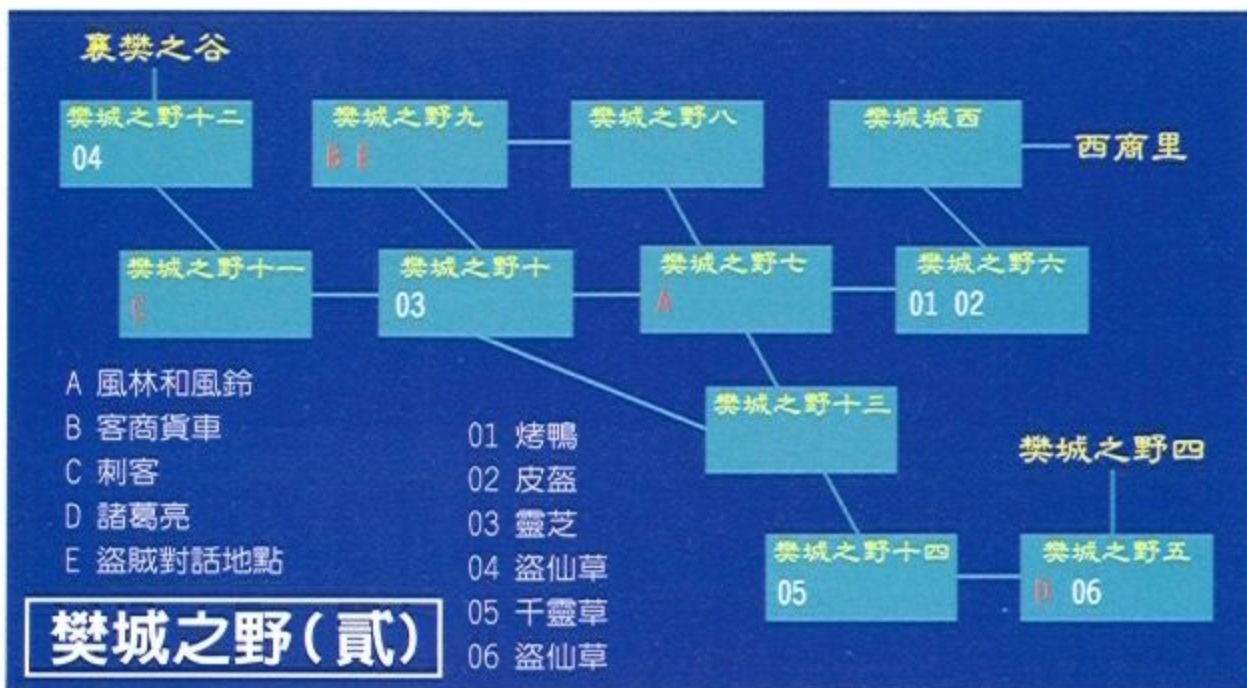 襄樊之谷
樊城之野十二
04
樊城之野九
B E
樊城之野八
樊城城西
西商里
樊城之野十一
C
樊城之野十
03
樊城之野七
A
樊城之野六
01 02
樊城之野十三
樊城之野四
樊城之野十四
05
樊城之野五
D 06
A 風林和風鈴
B 客商貨車
C 刺客
D 諸葛亮
E 盜賊對話地點
01 烤鴨
02 皮盔
03 靈芝
04 盜仙草
05 千靈草
06 盜仙草
樊城之野(貳)